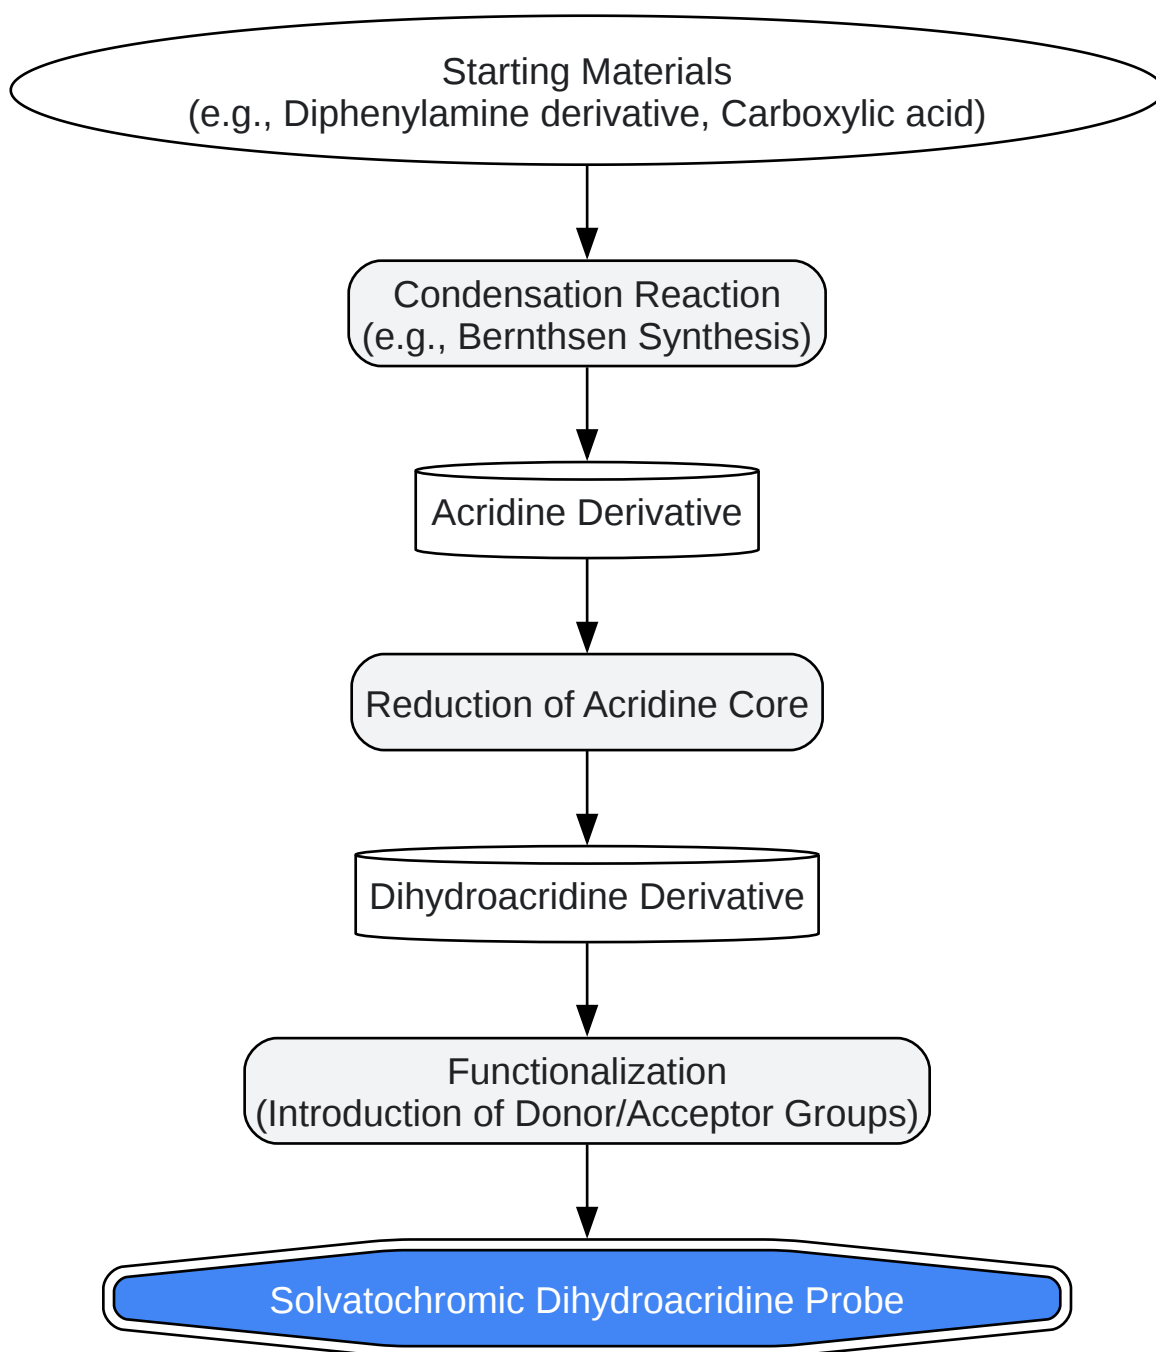 Starting Materials
(e.g., Diphenylamine derivative, Carboxylic acid)
Condensation Reaction
(e.g., Bernthsen Synthesis)
Acridine Derivative
Reduction of Acridine Core
Dihydroacridine Derivative
Functionalization
(Introduction of Donor/Acceptor Groups)
Solvatochromic Dihydroacridine Probe